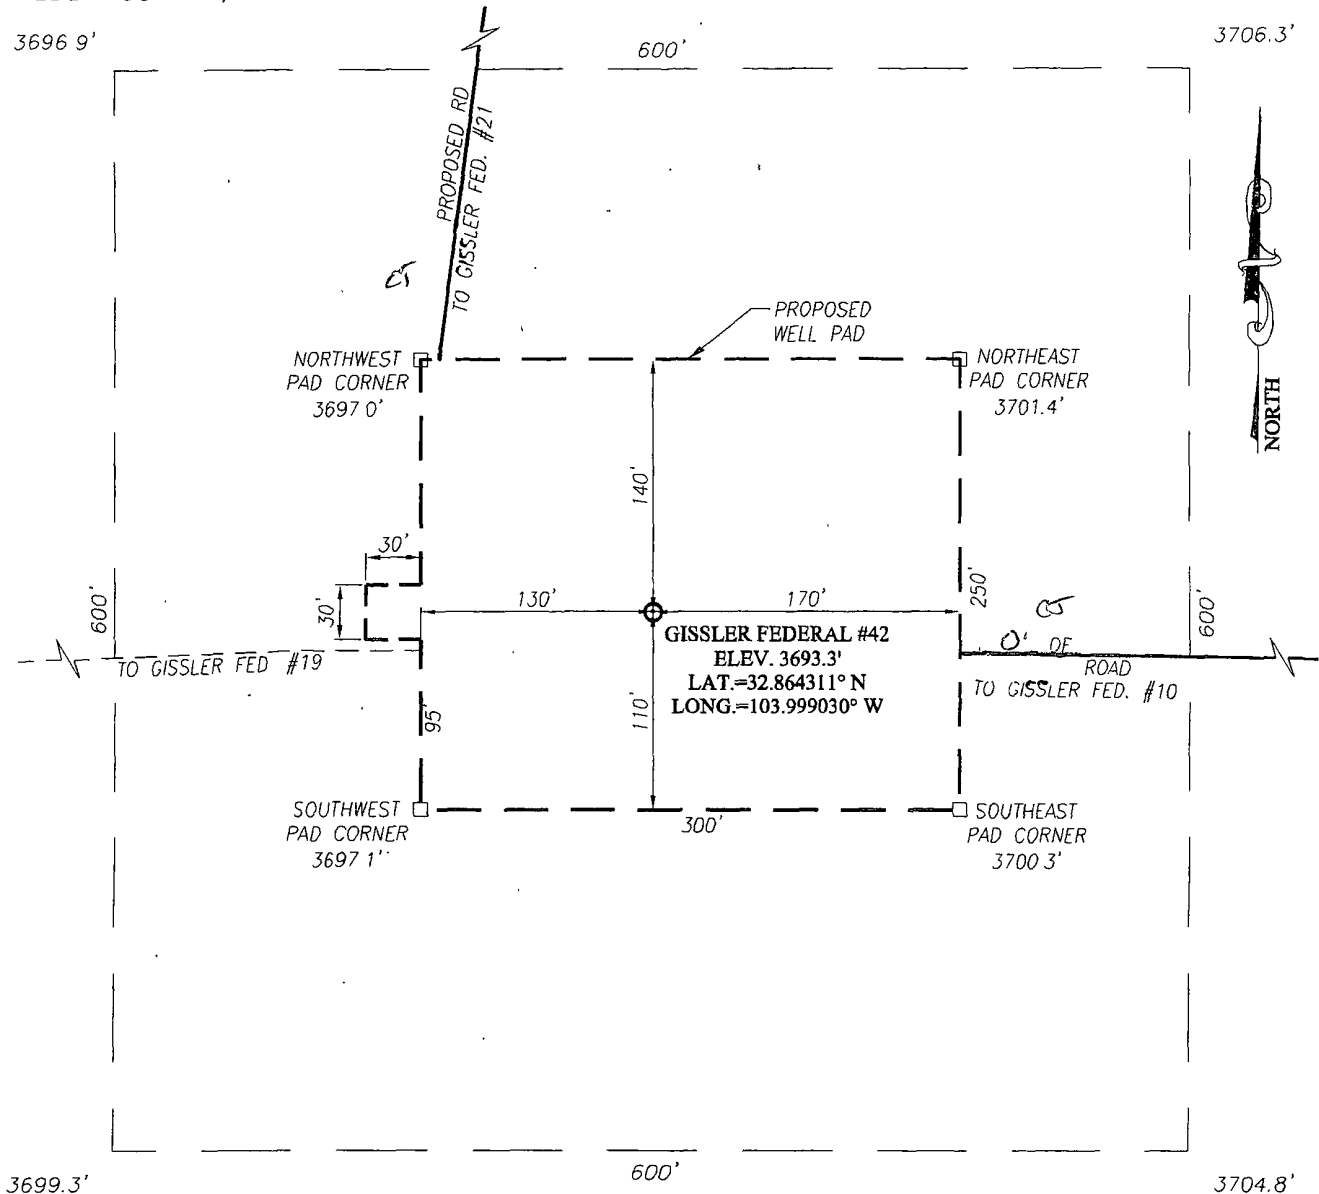 3696 9'
600'
3706.3'
PROPOSED RD
TO GISSLER FED. #21
PROPOSED
WELL PAD
NORTHWEST
PAD CORNER
3697 0'
NORTHEAST
PAD CORNER
3701.4'
NORTH
140'
30'
30'
600'
130'
170'
250'
600'
GISSLER FEDERAL #42
ELEV. 3693.3'
LAT.=32.864311° N
LONG.=103.999030° W
TO GISSLER FED #19
0' OF
ROAD
TO GISSLER FED. #10
95'
110'
SOUTHWEST
PAD CORNER
3697 1'
300'
SOUTHEAST
PAD CORNER
3700 3'
3699.3'
600'
3704.8'